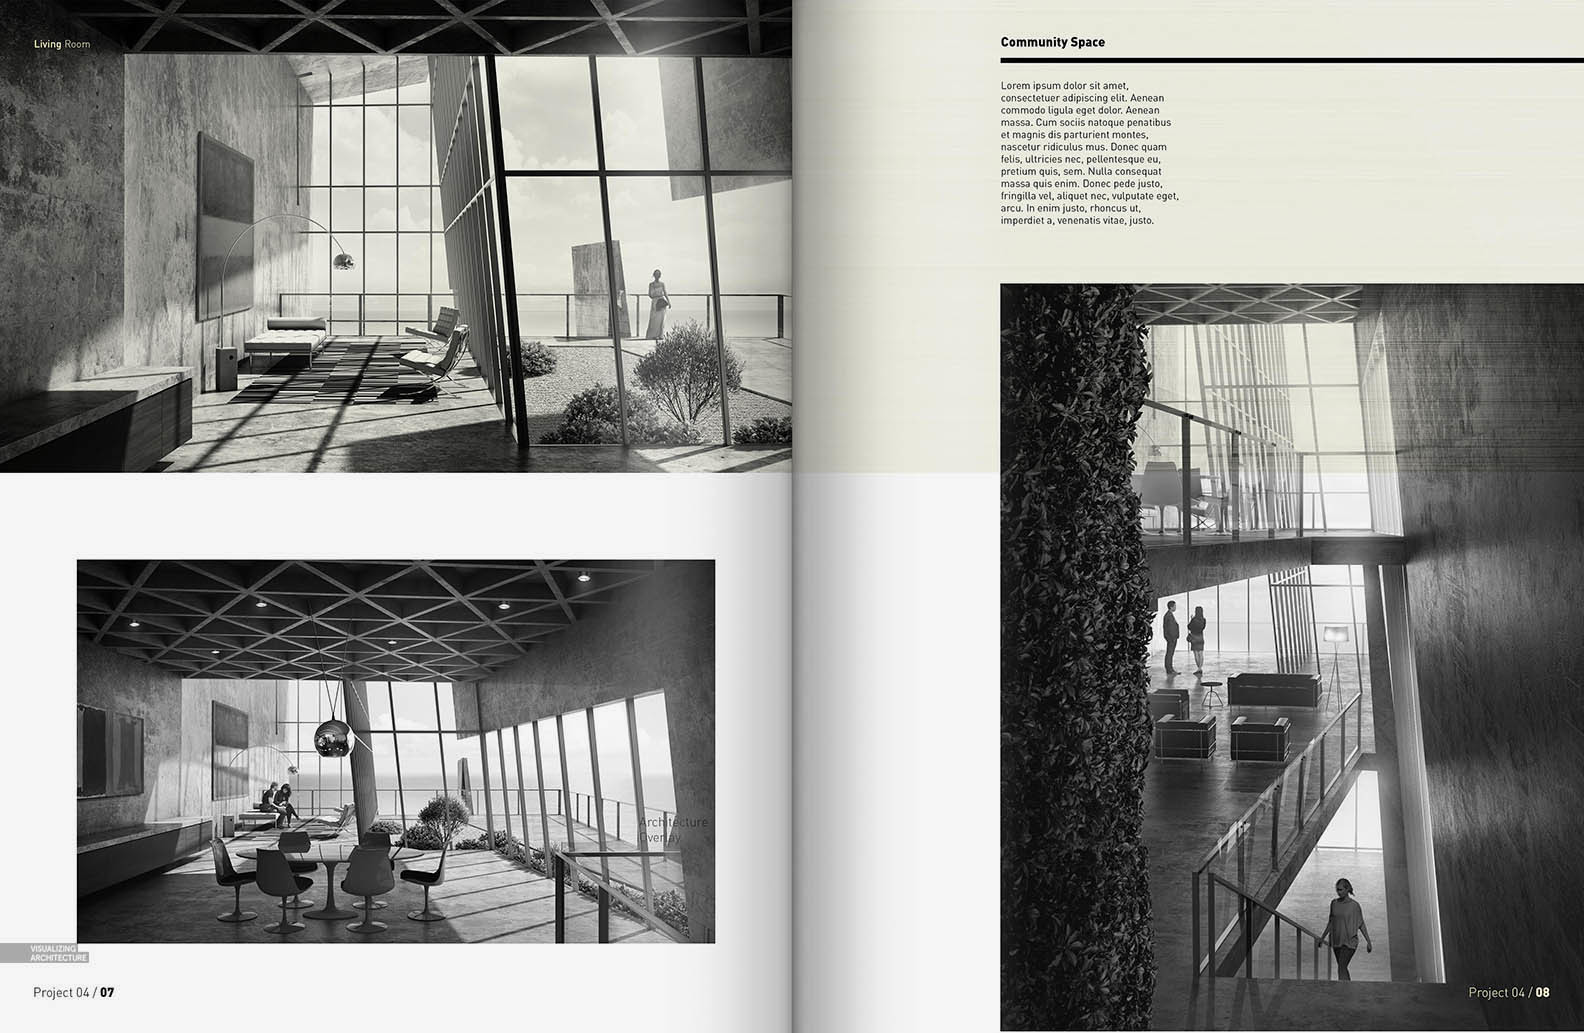 Living Room
Architecture
Overlay
VISUALIZING
ARCHITECTURE
Project 04 / 07
Community Space
Lorem ipsum dolor sit amet,
consectetuer adipiscing elit. Aenean
commodo ligula eget dolor. Aenean
massa. Cum sociis natoque penatibus
et magnis dis parturient montes,
nascetur ridiculus mus. Donec quam
felis, ultricies nec, pellentesque eu,
pretium quis, sem. Nulla consequat
massa quis enim. Donec pede justo,
fringilla vel, aliquet nec, vulputate eget,
arcu. In enim justo, rhoncus ut,
imperdiet a, venenatis vitae, justo.
Project 04 / 08